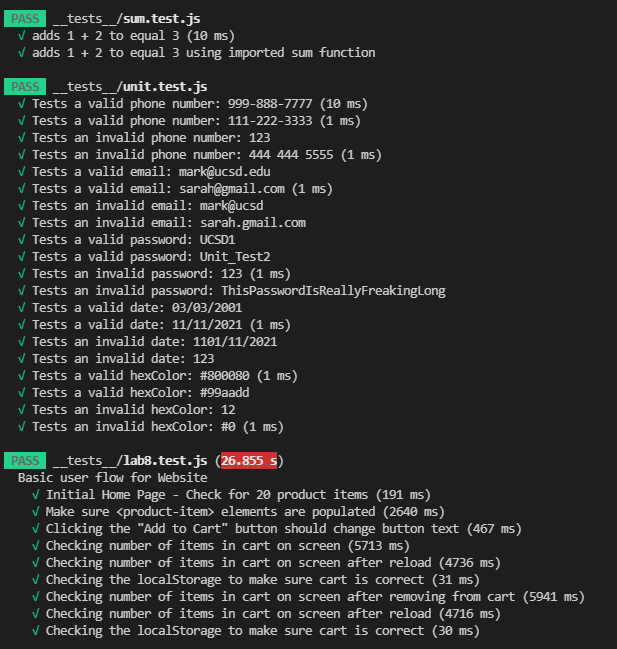 PASS __tests__/sum.test.js
√ adds 1 + 2 to equal 3 (10 ms)
√ adds 1 + 2 to equal 3 using imported sum function
PASS __tests__/unit.test.js
√ Tests a valid phone number: 999-888-7777 (10 ms)
√ Tests a valid phone number: 111-222-3333 (1 ms)
√ Tests an invalid phone number: 123
√ Tests an invalid phone number: 444 444 5555 (1 ms)
√ Tests a valid email: mark@ucsd.edu
√ Tests a valid email: sarah@gmail.com (1 ms)
√ Tests an invalid email: mark@ucsd
√ Tests an invalid email: sarah.gmail.com
√ Tests a valid password: UCSD1
√ Tests a valid password: Unit_Test2
√ Tests an invalid password: 123 (1 ms)
√ Tests an invalid password: ThisPasswordIsReallyFreakingLong
√ Tests a valid date: 03/03/2001
√ Tests a valid date: 11/11/2021 (1 ms)
√ Tests an invalid date: 1101/11/2021
√ Tests an invalid date: 123
√ Tests a valid hexColor: #800080 (1 ms)
√ Tests a valid hexColor: #99aadd
√ Tests an invalid hexColor: 12
√ Tests an invalid hexColor: #0 (1 ms)
PASS __tests__/lab8.test.js (26.855 s)
Basic user flow for Website
√ Initial Home Page - Check for 20 product items (191 ms)
√ Make sure <product-item> elements are populated (2640 ms)
√ Clicking the "Add to Cart" button should change button text (467 ms)
√ Checking number of items in cart on screen (5713 ms)
√ Checking number of items in cart on screen after reload (4736 ms)
√ Checking the localStorage to make sure cart is correct (31 ms)
√ Checking number of items in cart on screen after removing from cart (5941 ms)
√ Checking number of items in cart on screen after reload (4716 ms)
√ Checking the localStorage to make sure cart is correct (30 ms)